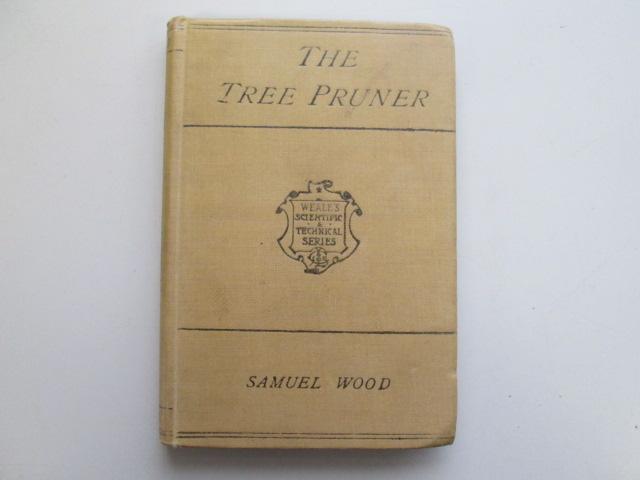 THE
TREE PRUNER
WEALE'S
SCIENTIFIC
&
TECHNICAL
SERIES
SAMUEL WOOD